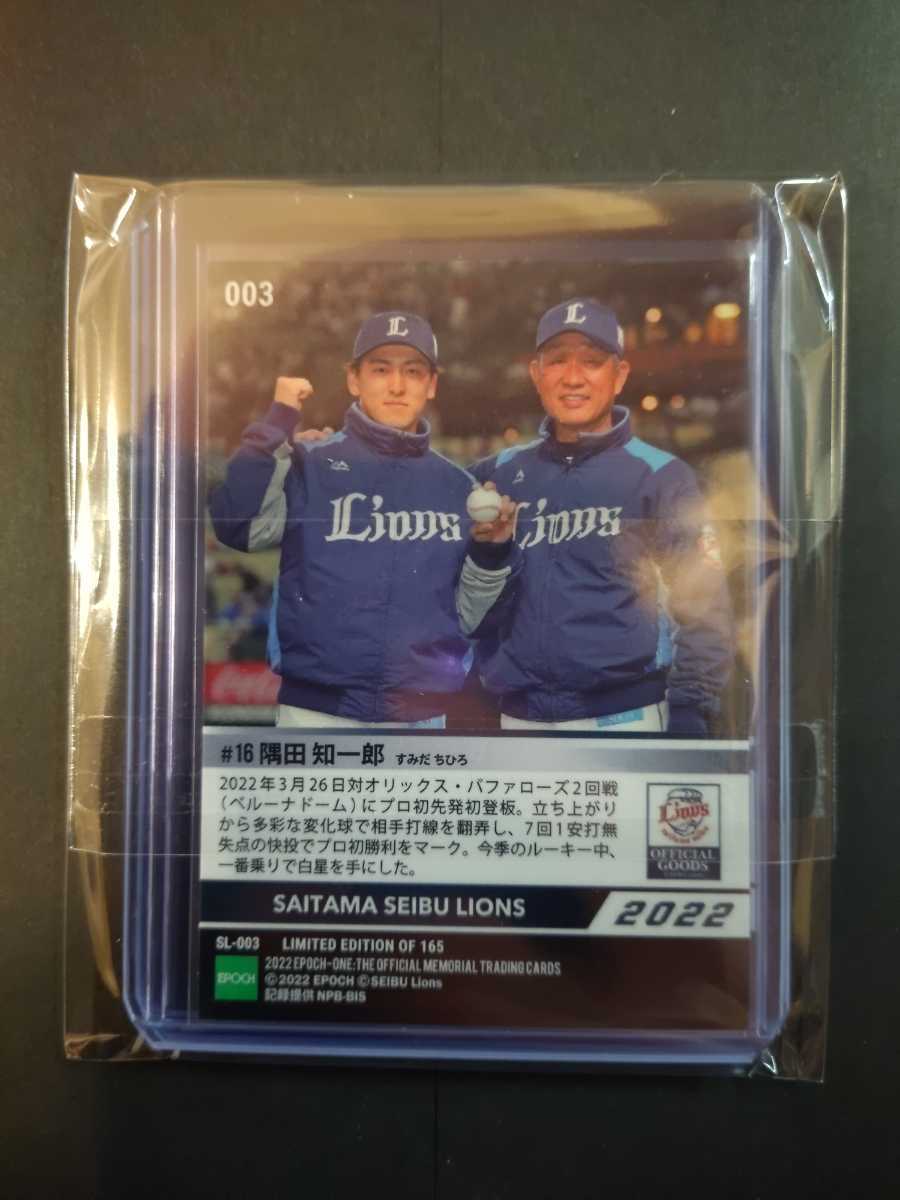 003
L
L
Lions
Lions
#16 隅田 知一郎 すみだ ちひろ
2022年3月26日対オリックス・バファローズ2回戦
(ベルーナドーム)にプロ初先発初登板。立ち上がり
から多彩な変化球で相手打線を翻弄し、7回1安打無
失点の快投でプロ初勝利をマーク。今季のルーキー中、
一番乗りで白星を手にした。
Lions
OFFICIAL
GOODS
SAITAMA SEIBU LIONS
2022
SL-003 LIMITED EDITION OF 165
EPOCH
2022 EPOCH-ONE:THE OFFICIAL MEMORIAL TRADING CARDS
©2022 EPOCH ©SEIBU Lions
記録提供 NPB-BIS